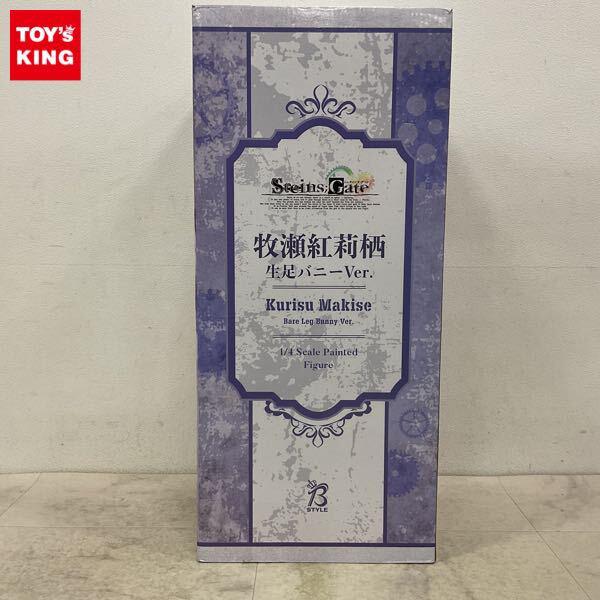 TOY'S
KING
Steins;Gate
牧瀬紅莉栖
生足バニーVer.
Kurisu Makise
Bare Leg Bunny Ver.
1/4 Scale Painted
Figure
B
STYLE